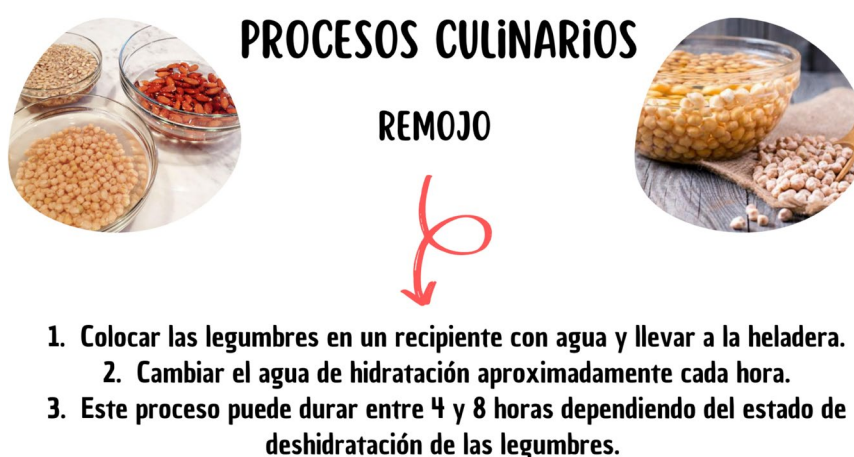 PROCESOS CULINARIOS
REMOJO
1. Colocar las legumbres en un recipiente con agua y llevar a la heladera.
2. Cambiar el agua de hidratación aproximadamente cada hora.
3. Este proceso puede durar entre 4 y 8 horas dependiendo del estado de
deshidratación de las legumbres.